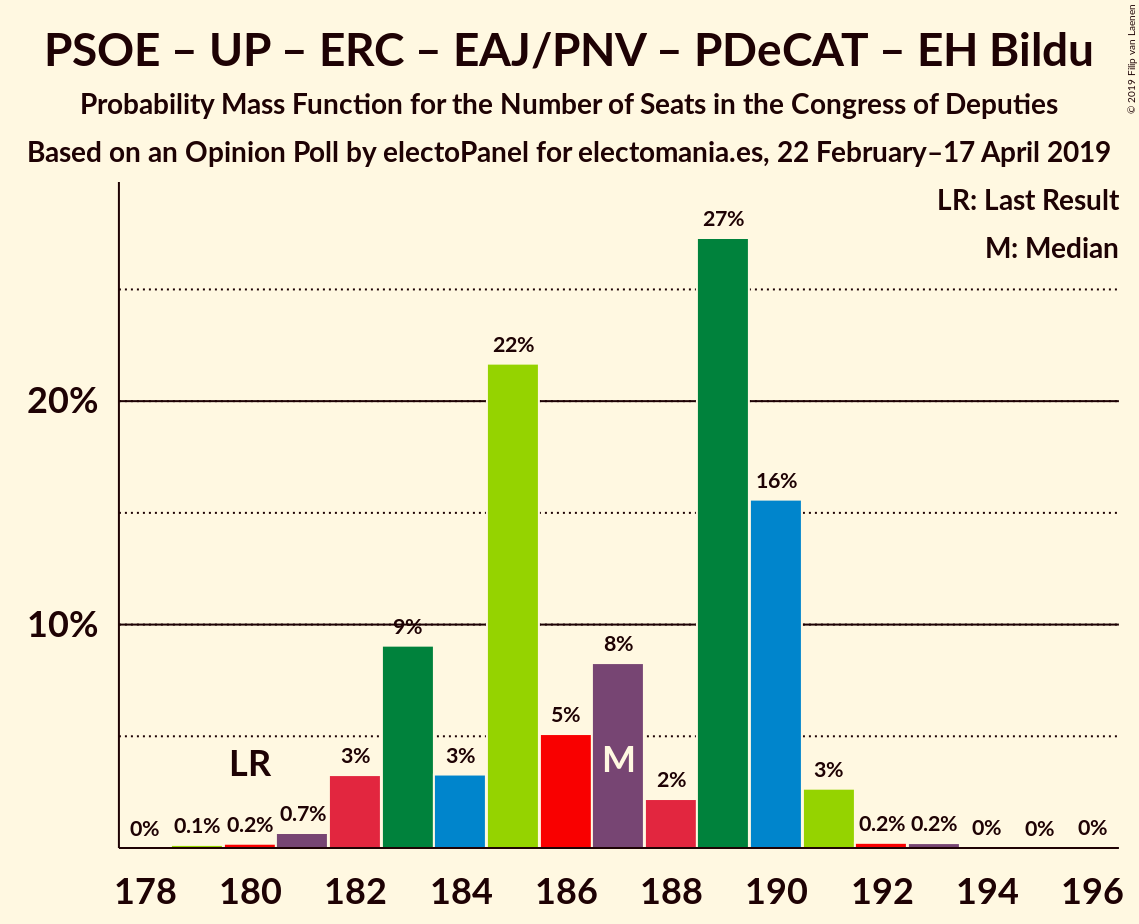 PSOE – UP – ERC – EAJ/PNV – PDeCAT – EH Bildu
Probability Mass Function for the Number of Seats in the Congress of Deputies
Based on an Opinion Poll by electoPanel for electomania.es, 22 February–17 April 2019
© 2019 Filip van Laenen
LR: Last Result
M: Median
27%
22%
20%
16%
10%
9%
8%
5%
M
LR
3%
3%
2%
3%
0%
0.1%
0.2%
0.7%
0.2%
0.2%
0%
0%
0%
178 180 182 184 186 188 190 192 194 196